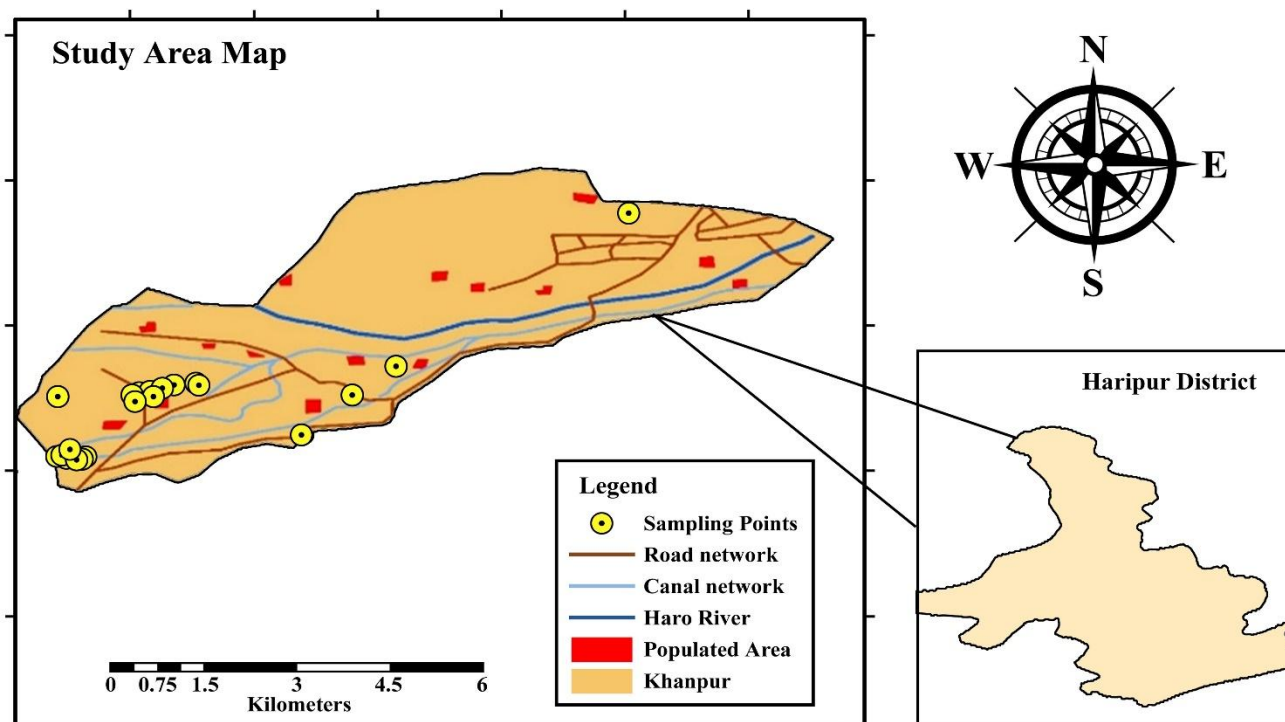 Study Area Map
N
W
E
S
Haripur District
Legend
Sampling Points
Road network
Canal network
Haro River
Populated Area
Khanpur
0 0.75 1.5 3 4.5 6
Kilometers